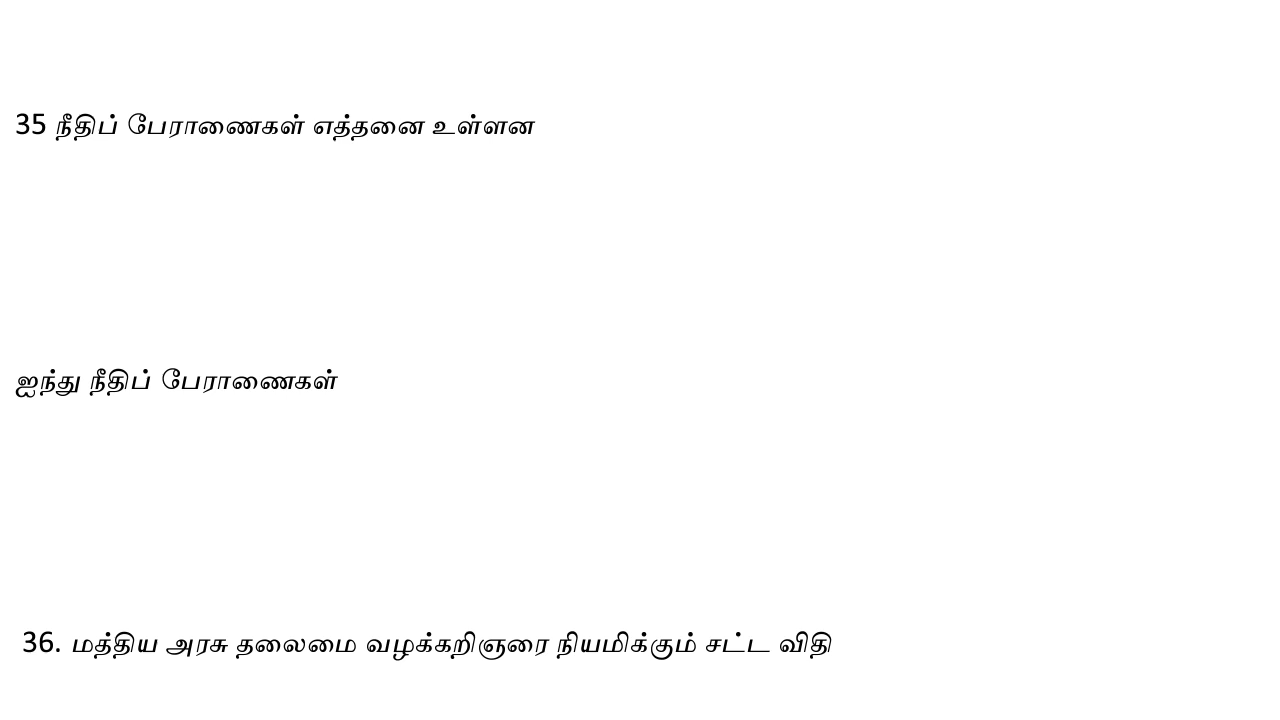 35 நீதிப் பேராணைகள் எத்தனை உள்ளன
ஐந்து நீதிப் பேராணைகள்
36. மத்திய அரசு தலைமை வழக்கறிஞரை நியமிக்கும் சட்ட விதி